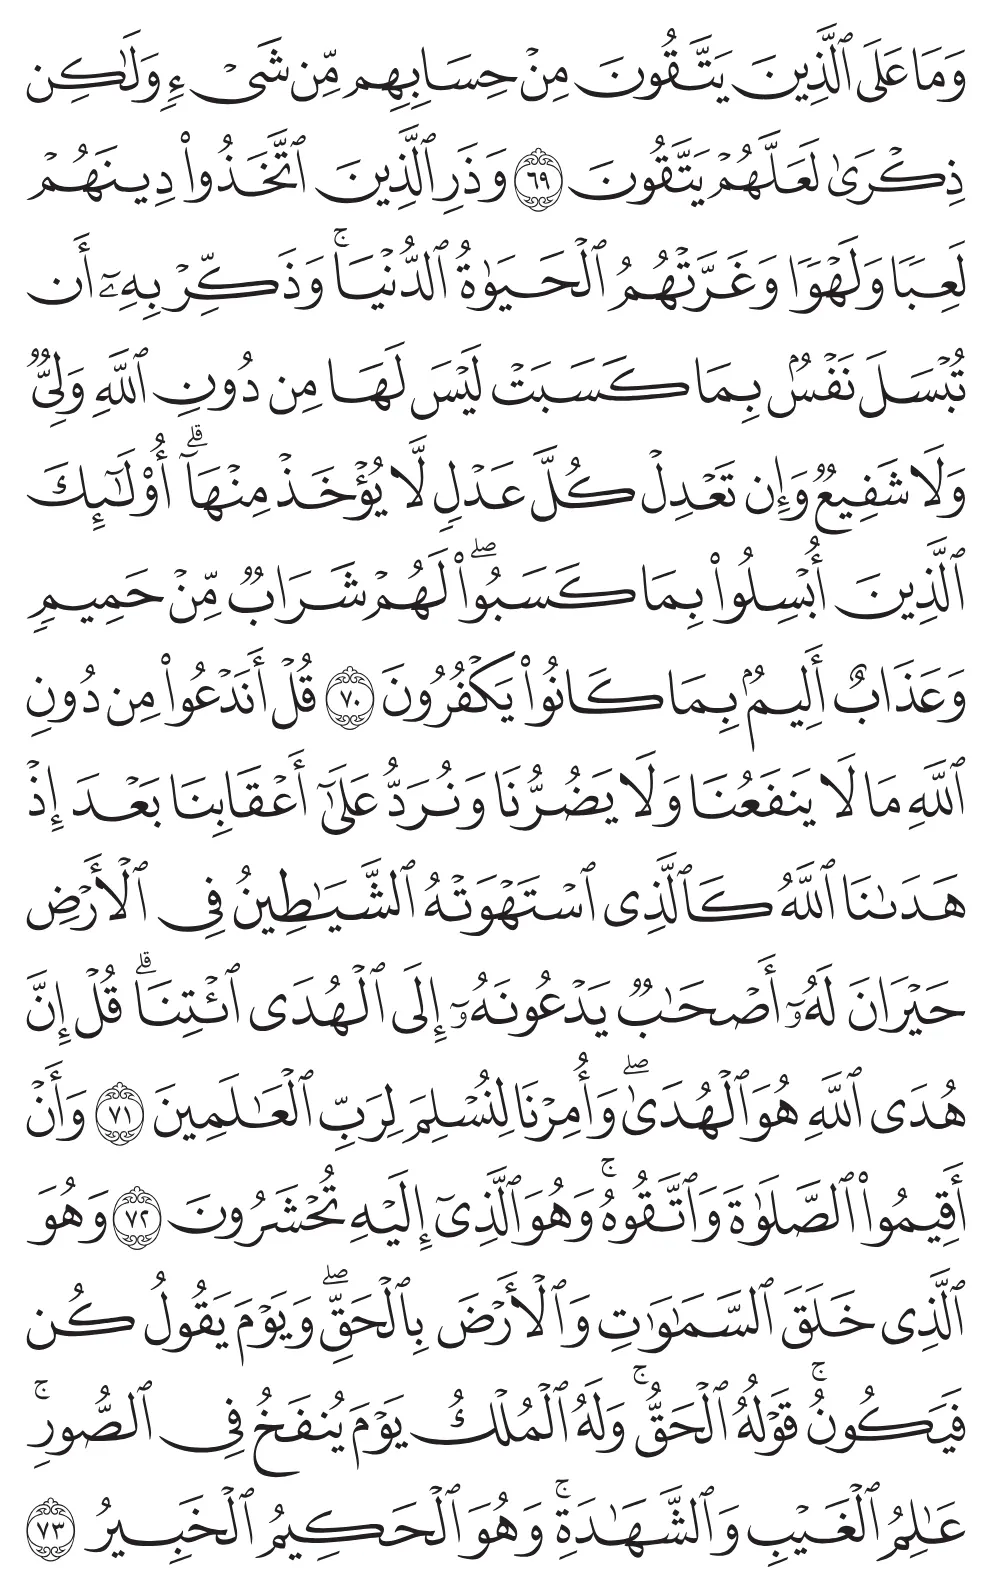 وَمَا عَلَى ٱلَّذِينَ يَتَّقُونَ مِنْ حِسَابِهِم مِّن شَىْءٍ وَلَـٰكِن
ذِكْرَىٰ لَعَلَّهُمْ يَتَّقُونَ ٦٩ وَذَرِ ٱلَّذِينَ ٱتَّخَذُوا۟ دِينَهُمْ
لَعِبًا وَلَهْوًا وَغَرَّتْهُمُ ٱلْحَيَوٰةُ ٱلدُّنْيَا ۚ وَذَكِّرْ بِهِۦٓ أَن
تُبْسَلَ نَفْسٌۢ بِمَا كَسَبَتْ لَيْسَ لَهَا مِن دُونِ ٱللَّهِ وَلِىٌّ
وَلَا شَفِيعٌ وَإِن تَعْدِلْ كُلَّ عَدْلٍ لَّا يُؤْخَذْ مِنْهَآ ۗ أُو۟لَـٰٓئِكَ
ٱلَّذِينَ أُبْسِلُوا۟ بِمَا كَسَبُوا۟ ۖ لَهُمْ شَرَابٌ مِّنْ حَمِيمٍ
وَعَذَابٌ أَلِيمٌۢ بِمَا كَانُوا۟ يَكْفُرُونَ ٧٠ قُلْ أَنَدْعُوا۟ مِن دُونِ
ٱللَّهِ مَا لَا يَنفَعُنَا وَلَا يَضُرُّنَا وَنُرَدُّ عَلَىٰٓ أَعْقَابِنَا بَعْدَ إِذْ
هَدَىٰنَا ٱللَّهُ كَٱلَّذِى ٱسْتَهْوَتْهُ ٱلشَّيَـٰطِينُ فِى ٱلْأَرْضِ
حَيْرَانَ لَهُۥٓ أَصْحَـٰبٌ يَدْعُونَهُۥٓ إِلَى ٱلْهُدَى ٱئْتِنَا ۗ قُلْ إِنَّ
هُدَى ٱللَّهِ هُوَ ٱلْهُدَىٰ ۖ وَأُمِرْنَا لِنُسْلِمَ لِرَبِّ ٱلْعَـٰلَمِينَ ٧١ وَأَنْ
أَقِيمُوا۟ ٱلصَّلَوٰةَ وَٱتَّقُوهُ ۚ وَهُوَ ٱلَّذِىٓ إِلَيْهِ تُحْشَرُونَ ٧٢ وَهُوَ
ٱلَّذِى خَلَقَ ٱلسَّمَـٰوَٰتِ وَٱلْأَرْضَ بِٱلْحَقِّ ۖ وَيَوْمَ يَقُولُ كُن
فَيَكُونُ ۚ قَوْلُهُ ٱلْحَقُّ ۚ وَلَهُ ٱلْمُلْكُ يَوْمَ يُنفَخُ فِى ٱلصُّورِ ۚ
عَـٰلِمُ ٱلْغَيْبِ وَٱلشَّهَـٰدَةِ ۚ وَهُوَ ٱلْحَكِيمُ ٱلْخَبِيرُ ٧٣